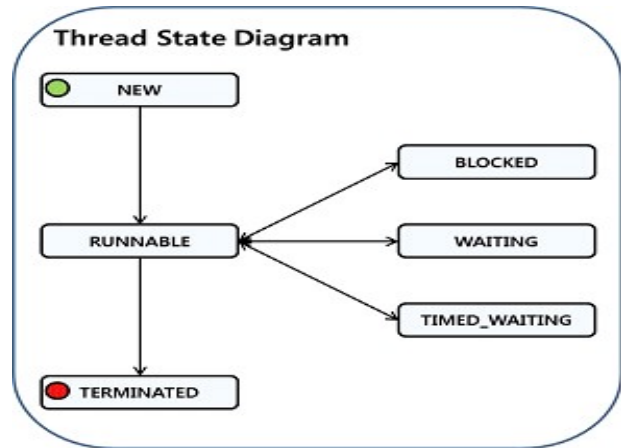 Thread State Diagram
NEW
BLOCKED
RUNNABLE
WAITING
TIMED_WAITING
TERMINATED